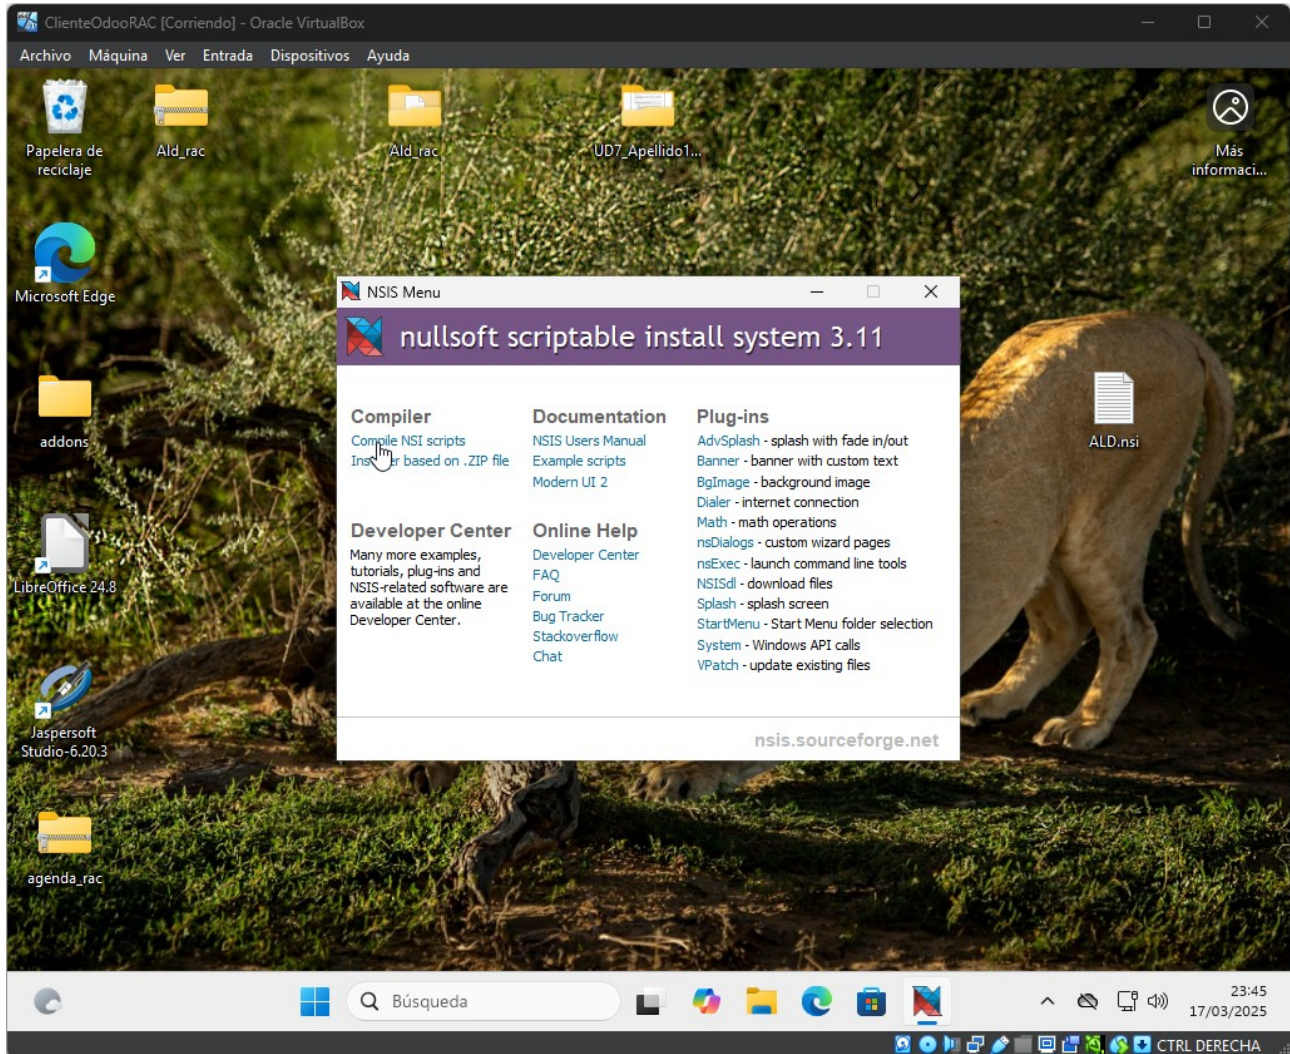 ClienteOdooRAC [Corriendo] - Oracle VirtualBox
Archivo Máquina Ver Entrada Dispositivos Ayuda
Papelera de
reciclaje
Ald_rac
Ald_rac
UD7_Apellido1...
Más
informaci...
Microsoft Edge
addons
LibreOffice 24.8
Jaspersoft
Studio-6.20.3
agenda_rac
ALD.nsi
NSIS Menu
nullsoft scriptable install system 3.11
Compiler
Compile NSI scripts
Installer based on .ZIP file
Developer Center
Many more examples,
tutorials, plug-ins and
NSIS-related software are
available at the online
Developer Center.
Documentation
NSIS Users Manual
Example scripts
Modern UI 2
Online Help
Developer Center
FAQ
Forum
Bug Tracker
Stackoverflow
Chat
Plug-ins
AdvSplash - splash with fade in/out
Banner - banner with custom text
BgImage - background image
Dialer - internet connection
Math - math operations
nsDialogs - custom wizard pages
nsExec - launch command line tools
NSISdl - download files
Splash - splash screen
StartMenu - Start Menu folder selection
System - Windows API calls
VPatch - update existing files
nsis.sourceforge.net
Búsqueda
23:45
17/03/2025
CTRL DERECHA